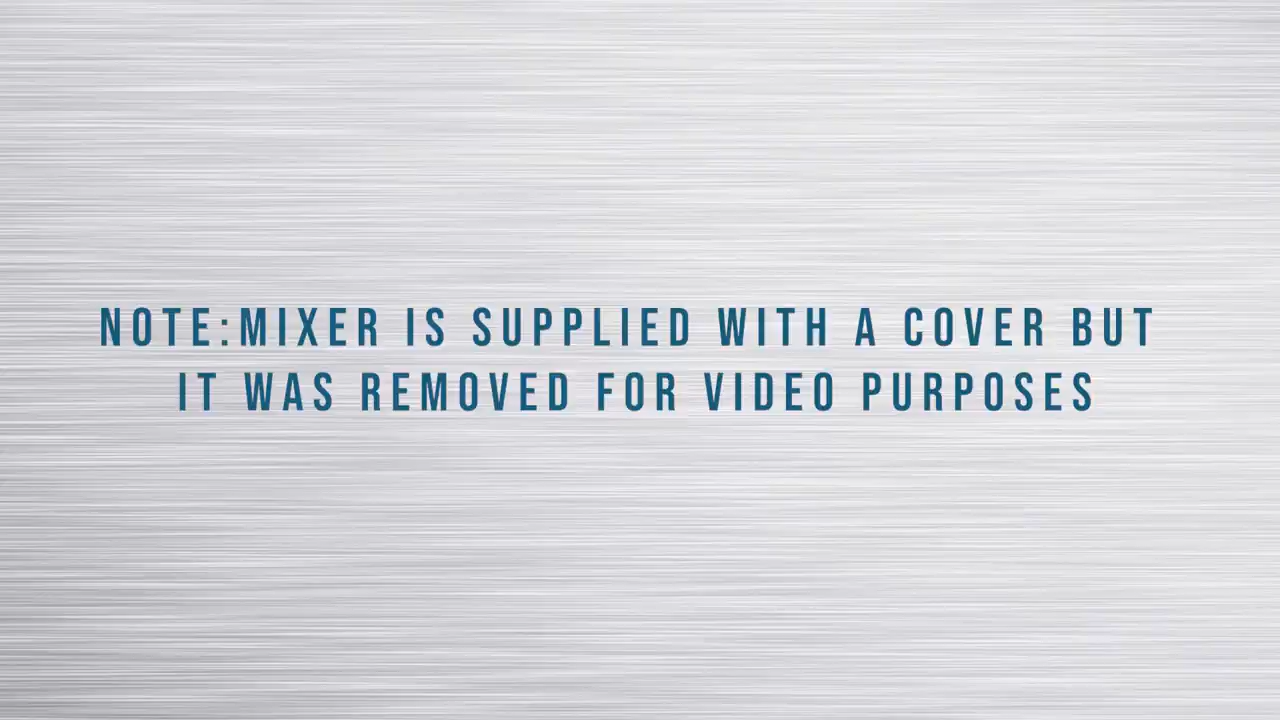 NOTE:MIXER IS SUPPLIED WITH A COVER BUT
IT WAS REMOVED FOR VIDEO PURPOSES